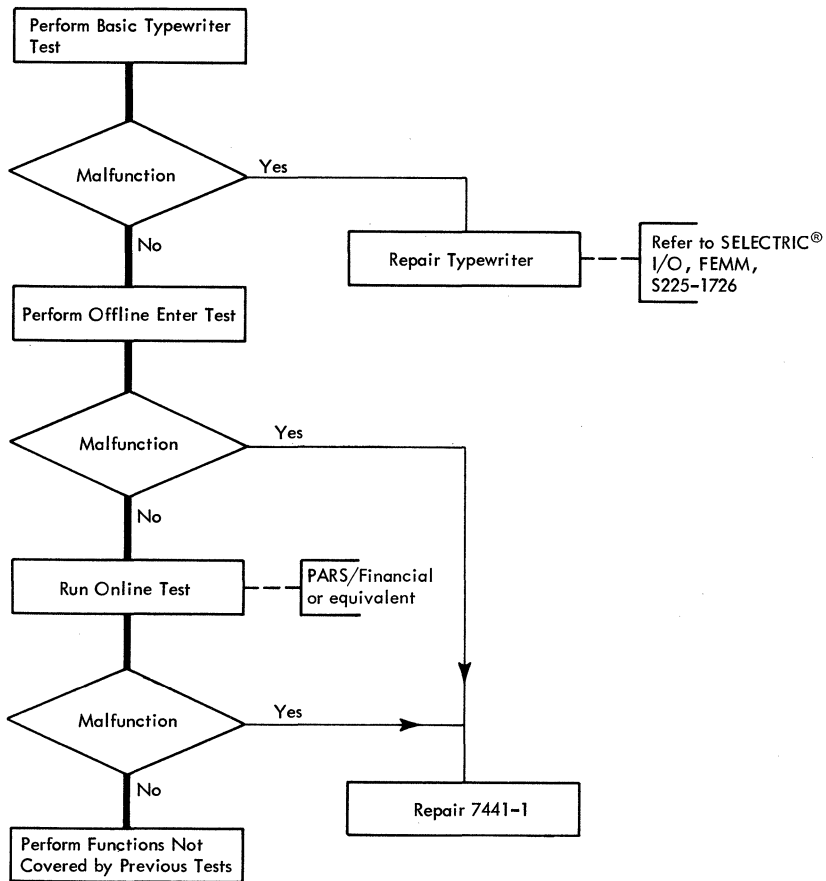 Perform Basic Typewriter
Test
Malfunction
Yes
No
Repair Typewriter
Refer to SELECTRIC®
I/O, FEMM,
S225-1726
Perform Offline Enter Test
Malfunction
Yes
No
Run Online Test
PARS/Financial
or equivalent
Malfunction
Yes
No
Repair 7441-1
Perform Functions Not
Covered by Previous Tests